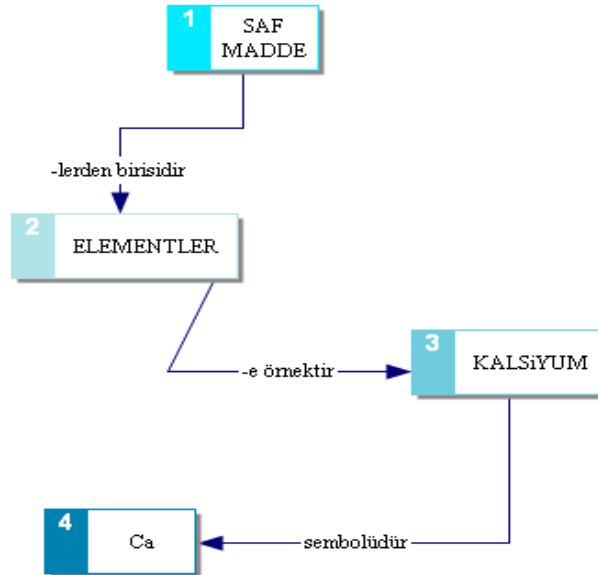 1
SAF
MADDE
-lerden birisidir
2
ELEMENTLER
-e örnektir
3
KALSiYUM
sembolüdür
4
Ca